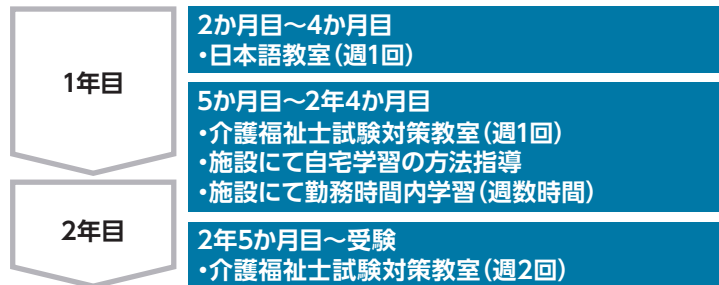 1年目
2か月目～4か月目
・日本語教室（週1回）
5か月目～2年4か月目
・介護福祉士試験対策教室（週1回）
・施設にて自宅学習の方法指導
・施設にて勤務時間内学習（週数時間）
2年目
2年5か月目～受験
・介護福祉士試験対策教室（週2回）